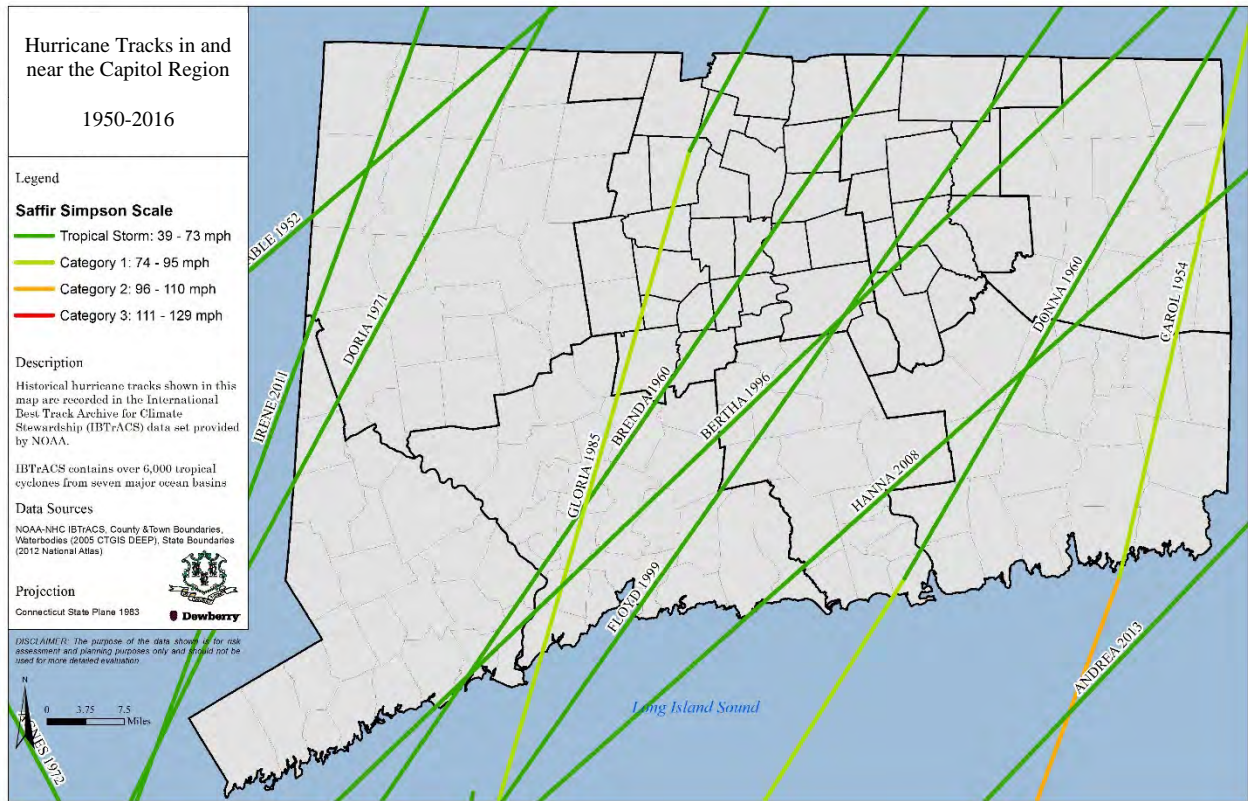 Hurricane Tracks in and
near the Capitol Region
1950-2016
Legend
Saffir Simpson Scale
Tropical Storm: 39 - 73 mph
Category 1: 74 - 95 mph
Category 2: 96 - 110 mph
Category 3: 111 - 129 mph
Description
Historical hurricane tracks shown in this
map are recorded in the International
Best Track Archive for Climate
Stewardship (IBTrACS) data set provided
by NOAA.
IBTrACS contains over 6,000 tropical
cyclones from seven major ocean basins
Data Sources
NOAA-NHC IBTrACS, County &Town Boundaries,
Waterbodies (2005 CTGIS DEEP), State Boundaries
(2012 National Atlas)
Projection
Connecticut State Plane 1983
Dewberry
DISCLAIMER: The purpose of the data shown is for risk
assessment and planning purposes only and should not be
used for more detailed evaluation
N
0 3.75 7.5
Miles
ABLE 1952
IRENE 2011
DORIA 1971
GLORIA 1985
BRENDA 1960
BERTHA 1996
FLOYD 1999
HANNA 2008
DONNA 1960
CAROL 1954
ANDREA 2013
AGNES 1972
Long Island Sound